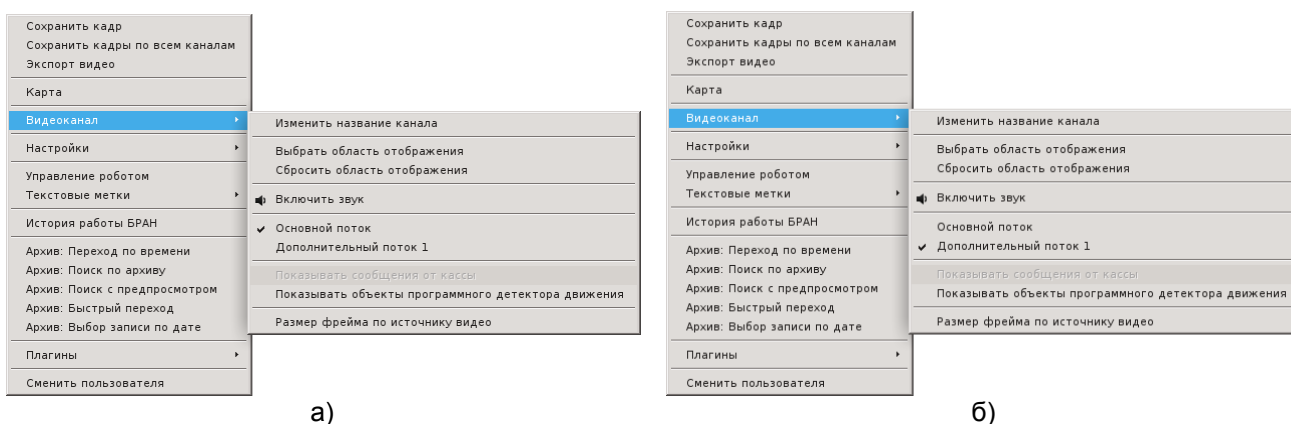 Сохранить кадр
Сохранить кадры по всем каналам
Экспорт видео
Карта
Видеоканал
Настройки
Управление роботом
Текстовые метки
История работы БРАН
Архив: Переход по времени
Архив: Поиск по архиву
Архив: Поиск с предпросмотром
Архив: Быстрый переход
Архив: Выбор записи по дате
Плагины
Сменить пользователя
Изменить название канала
Выбрать область отображения
Сбросить область отображения
Включить звук
Основной поток
Дополнительный поток 1
Показывать сообщения от кассы
Показывать объекты программного детектора движения
Размер фрейма по источнику видео
а)
Сохранить кадр
Сохранить кадры по всем каналам
Экспорт видео
Карта
Видеоканал
Настройки
Управление роботом
Текстовые метки
История работы БРАН
Архив: Переход по времени
Архив: Поиск по архиву
Архив: Поиск с предпросмотром
Архив: Быстрый переход
Архив: Выбор записи по дате
Плагины
Сменить пользователя
Изменить название канала
Выбрать область отображения
Сбросить область отображения
Включить звук
Основной поток
Дополнительный поток 1
Показывать сообщения от кассы
Показывать объекты программного детектора движения
Размер фрейма по источнику видео
б)